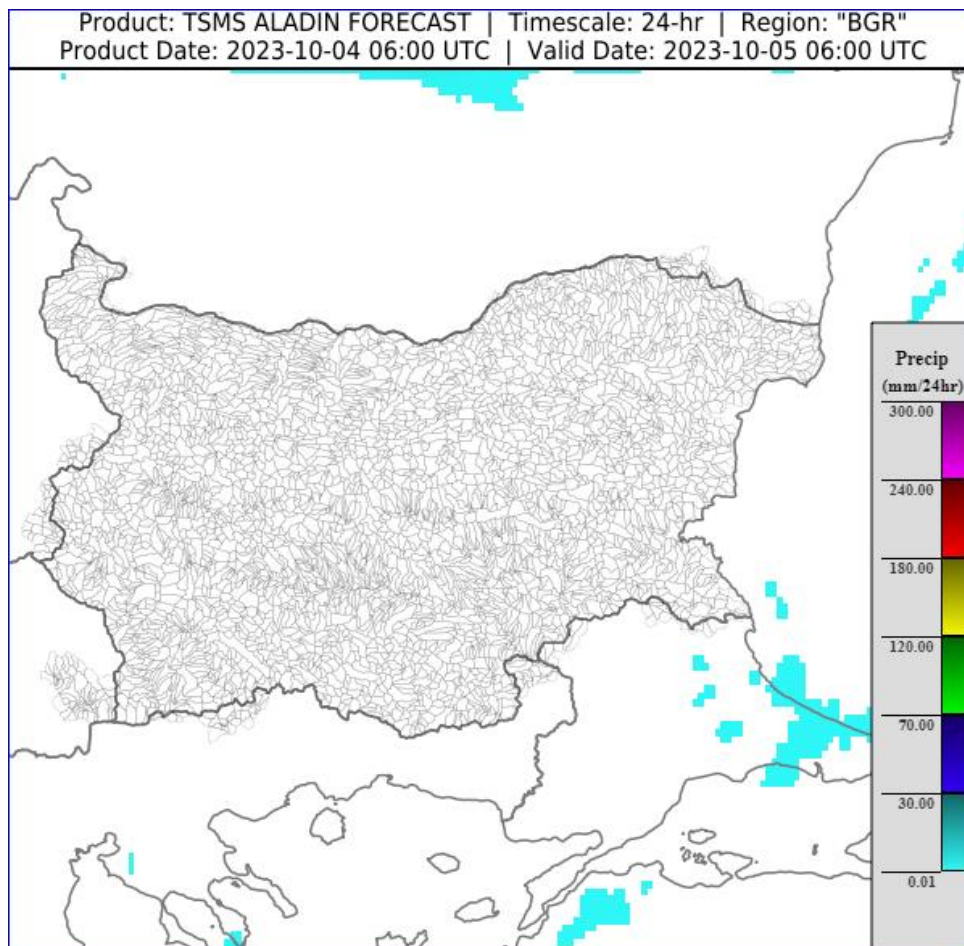 Product: TSMS ALADIN FORECAST | Timescale: 24-hr | Region: "BGR"
Product Date: 2023-10-04 06:00 UTC | Valid Date: 2023-10-05 06:00 UTC
Precip
(mm/24hr)
300.00
240.00
180.00
120.00
70.00
30.00
0.01